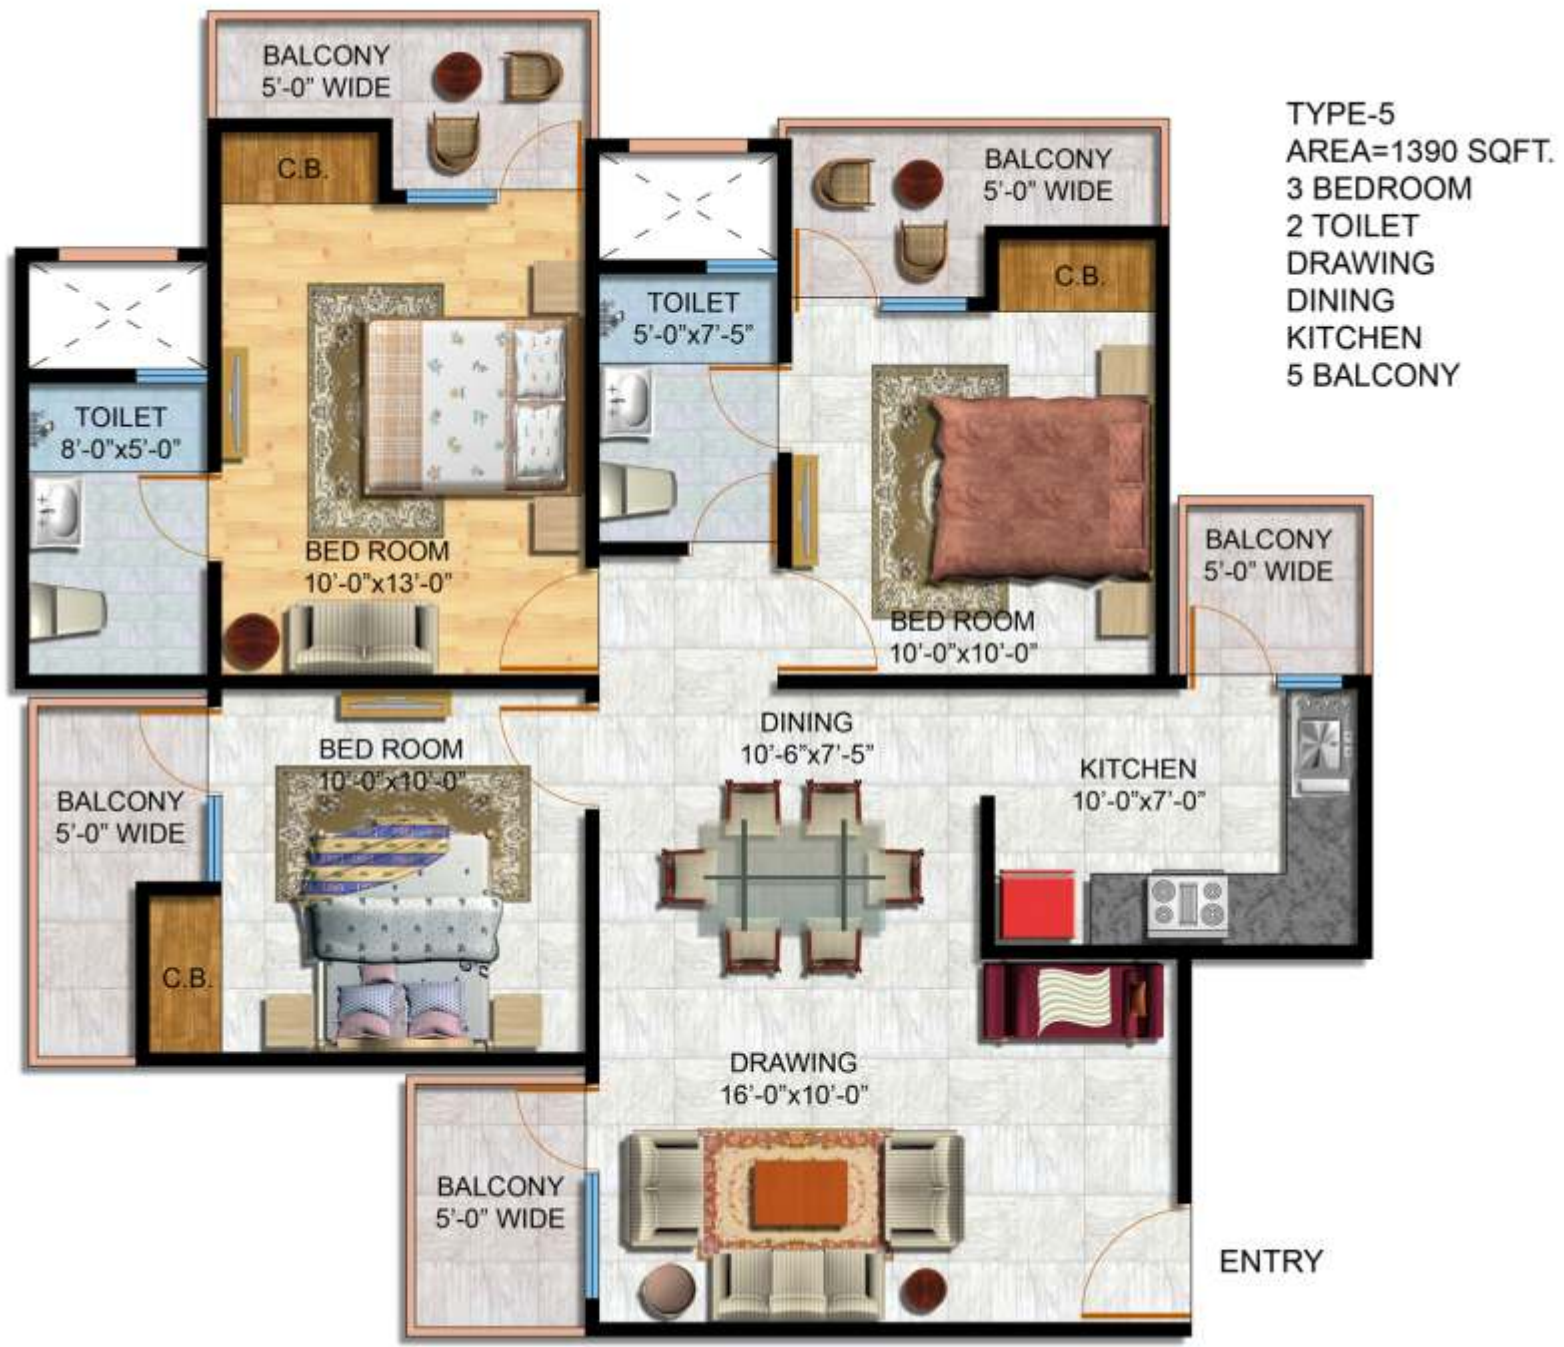 BALCONY
5'-0" WIDE
C.B.
TYPE-5
AREA=1390 SQFT.
3 BEDROOM
2 TOILET
DRAWING
DINING
KITCHEN
5 BALCONY
BALCONY
5'-0" WIDE
C.B.
TOILET
5'-0"x7'-5"
TOILET
8'-0"x5'-0"
BED ROOM
10'-0"x13'-0"
BED ROOM
10'-0"x10'-0"
BALCONY
5'-0" WIDE
BED ROOM
10'-0"x10'-0"
DINING
10'-6"x7'-5"
KITCHEN
10'-0"x7'-0"
BALCONY
5'-0" WIDE
C.B.
DRAWING
16'-0"x10'-0"
BALCONY
5'-0" WIDE
ENTRY